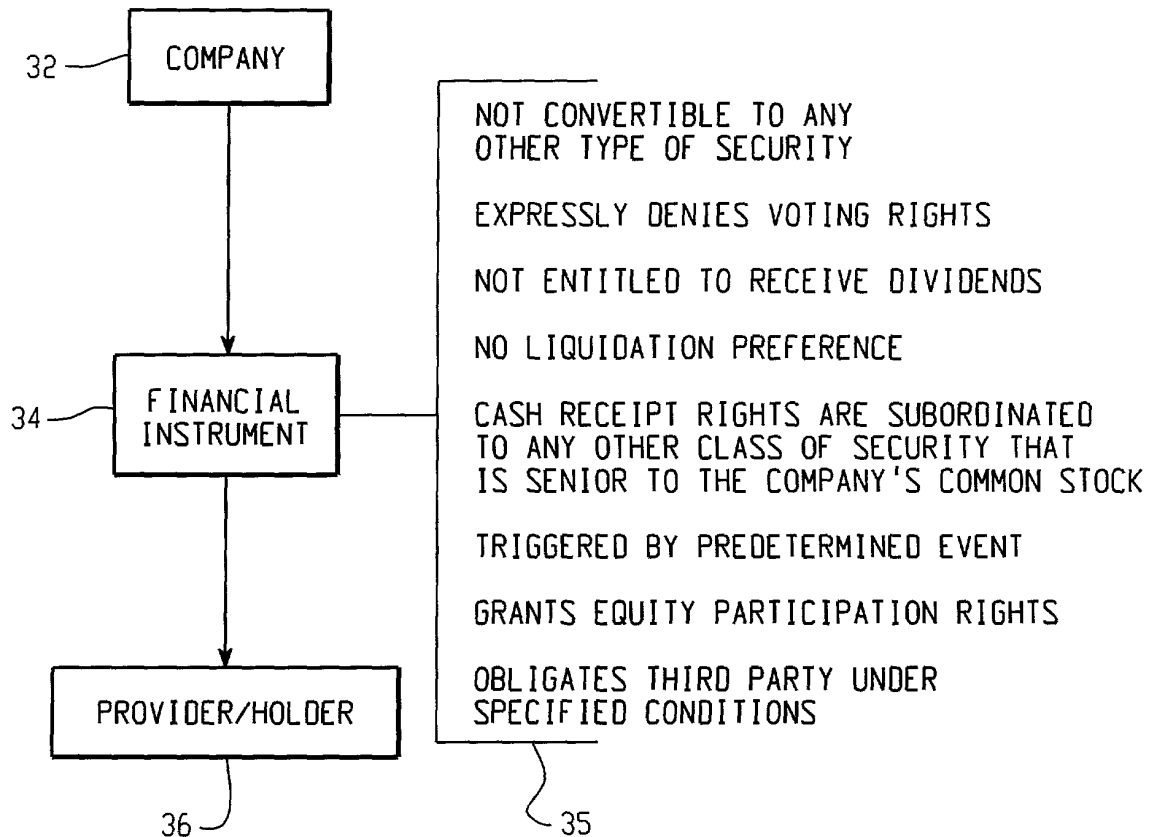 COMPANY
32
NOT CONVERTIBLE TO ANY
OTHER TYPE OF SECURITY
EXPRESSLY DENIES VOTING RIGHTS
NOT ENTITLED TO RECEIVE DIVIDENDS
NO LIQUIDATION PREFERENCE
34
FINANCIAL
INSTRUMENT
CASH RECEIPT RIGHTS ARE SUBORDINATED
TO ANY OTHER CLASS OF SECURITY THAT
IS SENIOR TO THE COMPANY'S COMMON STOCK
TRIGGERED BY PREDETERMINED EVENT
GRANTS EQUITY PARTICIPATION RIGHTS
OBLIGATES THIRD PARTY UNDER
SPECIFIED CONDITIONS
PROVIDER/HOLDER
36
35